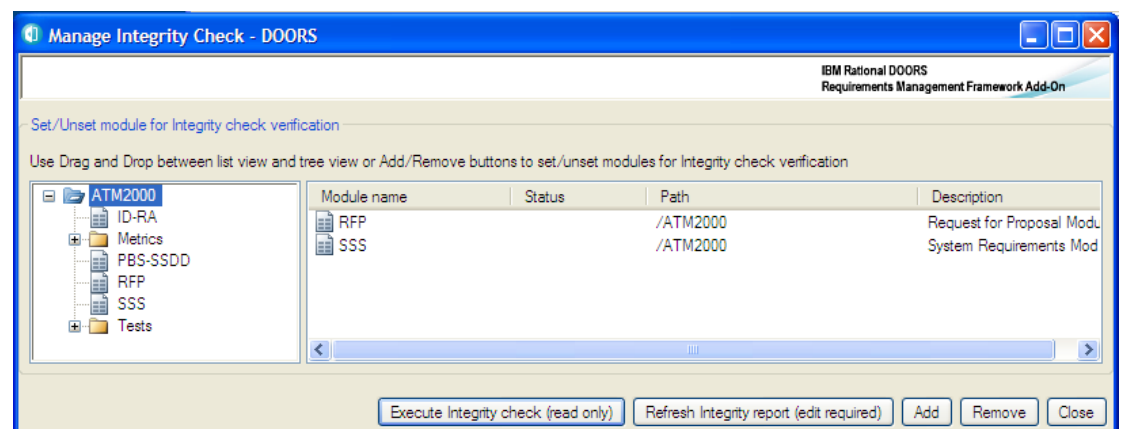 Manage Integrity Check - DOORS
IBM Rational DOORS
Requirements Management Framework Add-On
Set/Unset module for Integrity check verification
Use Drag and Drop between list view and tree view or Add/Remove buttons to set/unset modules for Integrity check verification
ATM2000
ID-RA
Metrics
PBS-SSDD
RFP
SSS
Tests
Module name Status Path Description
RFP /ATM2000 Request for Proposal Modu
SSS /ATM2000 System Requirements Mod
Execute Integrity check (read only) Refresh Integrity report (edit required) Add Remove Close